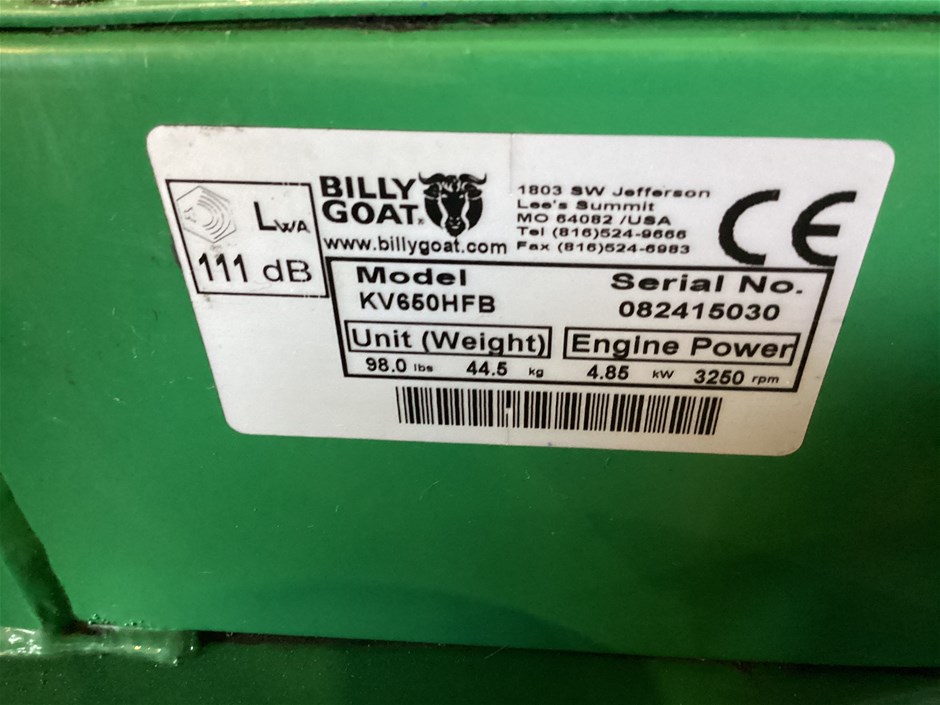 LWA
111 dB
BILLY
GOAT®
www.billygoat.com
1803 SW Jefferson
Lee's Summit
MO 64082 /USA
Tel (816)524-9666
Fax (816)524-6983
CE
Model
KV650HFB
Serial No.
082415030
Unit (Weight)
Engine Power
98.0 lbs 44.5 kg
4.85 kW 3250 rpm